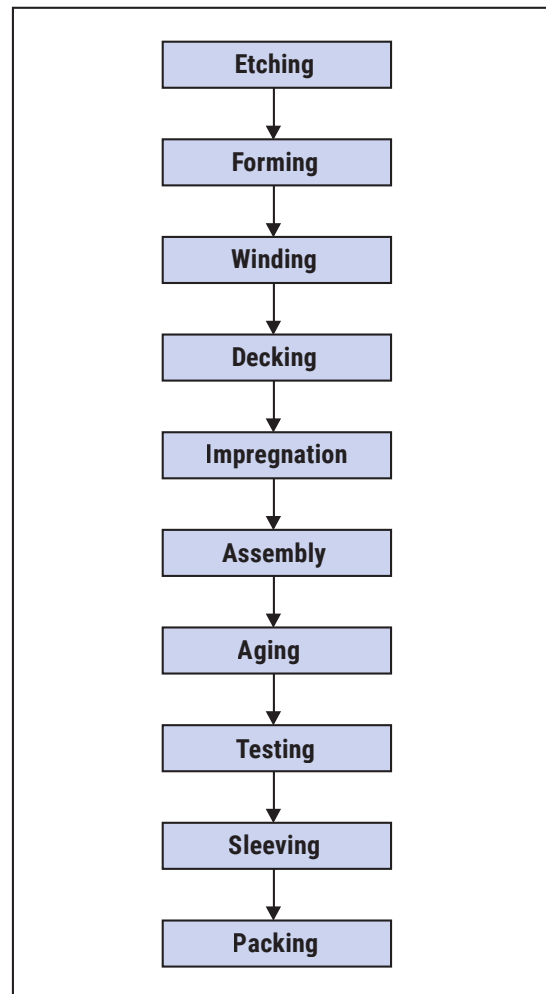 Etching
Forming
Winding
Decking
Impregnation
Assembly
Aging
Testing
Sleeving
Packing